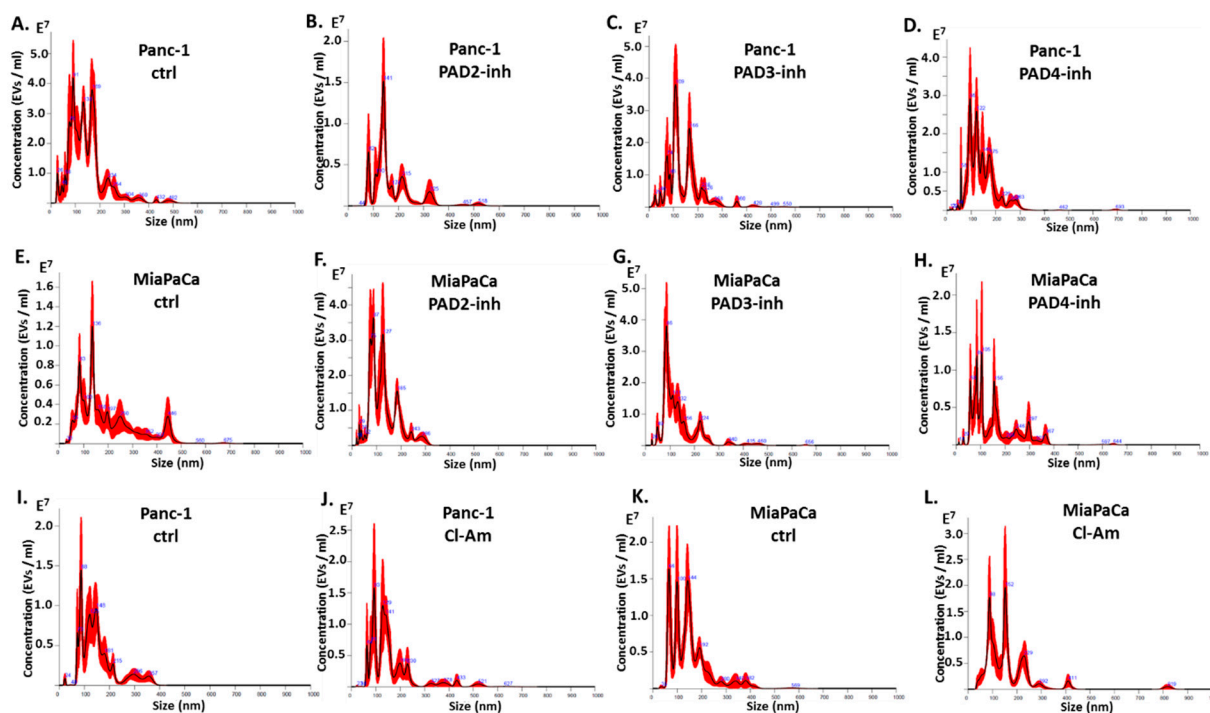 A.
E7
Panc-1
ctrl
Concentration (EVs / ml)
5.0
4.0
3.0
2.0
1.0
0 100 200 300 400 500 600 700 800 900 1000
Size (nm)
B.
E7
Panc-1
PAD2-inh
Concentration (EVs / ml)
2.0
1.5
1.0
0.5
141
457
518
0 100 200 300 400 500 600 700 800 900 1000
Size (nm)
C.
E7
Panc-1
PAD3-inh
Concentration (EVs / ml)
5.0
4.0
3.0
2.0
1.0
0 100 200 300 400 500 600 700 800 900 1000
Size (nm)
D.
E7
Panc-1
PAD4-inh
Concentration (EVs / ml)
4.0
3.0
2.0
1.0
0.5
0 100 200 300 400 500 600 700 800 900 1000
Size (nm)
E.
E7
MiaPaCa
ctrl
Concentration (EVs / ml)
1.6
1.4
1.2
1.0
0.8
0.6
0.4
0.2
675
0 100 200 300 400 500 600 700 800 900 1000
Size (nm)
F.
E7
MiaPaCa
PAD2-inh
Concentration (EVs / ml)
4.0
3.0
2.0
1.0
0.5
0 100 200 300 400 500 600 700 800 900 1000
Size (nm)
G.
E7
MiaPaCa
PAD3-inh
Concentration (EVs / ml)
5.0
4.0
3.0
2.0
1.0
0 100 200 300 400 500 600 700 800 900 1000
Size (nm)
H.
E7
MiaPaCa
PAD4-inh
Concentration (EVs / ml)
2.0
1.5
1.0
0.5
0 100 200 300 400 500 600 700 800 900 1000
Size (nm)
I.
E7
Panc-1
ctrl
Concentration (EVs / ml)
2.0
1.5
1.0
0.5
0 100 200 300 400 500 600 700 800 900 1000
Size (nm)
J.
E7
Panc-1
Cl-Am
Concentration (EVs / ml)
2.5
2.0
1.5
1.0
0.5
0 100 200 300 400 500 600 700 800 900 1000
Size (nm)
K.
E7
MiaPaCa
ctrl
Concentration (EVs / ml)
2.0
1.5
1.0
0.5
0 100 200 300 400 500 600 700 800 900 1000
Size (nm)
L.
E7
MiaPaCa
Cl-Am
Concentration (EVs / ml)
3.0
2.5
2.0
1.5
1.0
0.5
0 100 200 300 400 500 600 700 800 900 1000
Size (nm)